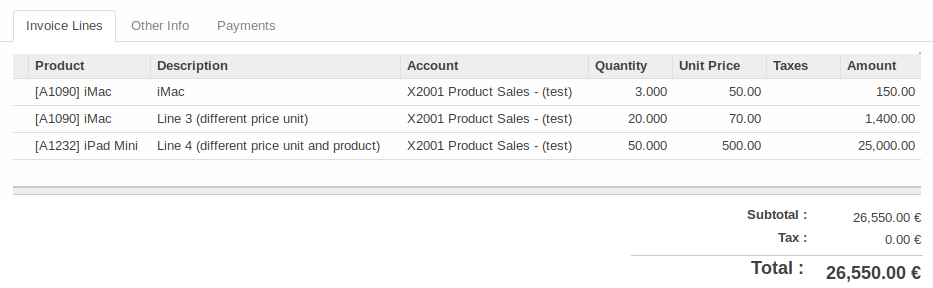 Invoice Lines Other Info Payments
Product Description Account Quantity Unit Price Taxes Amount
[A1090] iMac iMac X2001 Product Sales - (test) 3.000 50.00 150.00
[A1090] iMac Line 3 (different price unit) X2001 Product Sales - (test) 20.000 70.00 1,400.00
[A1232] iPad Mini Line 4 (different price unit and product) X2001 Product Sales - (test) 50.000 500.00 25,000.00
Subtotal : 26,550.00 €
Tax : 0.00 €
Total : 26,550.00 €